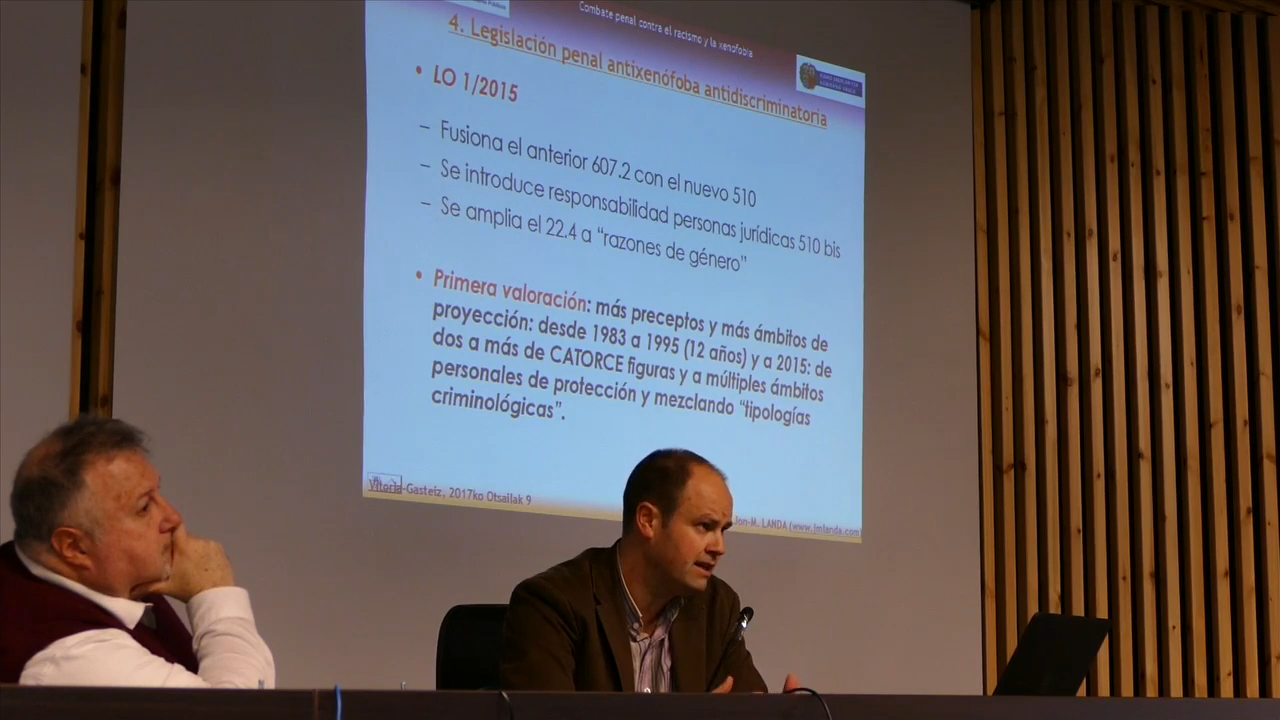 Combate penal contra el racismo y la xenofobia
4. Legislación penal antixenófoba antidiscriminatoria
• LO 1/2015
– Fusiona el anterior 607.2 con el nuevo 510
– Se introduce responsabilidad personas jurídicas 510 bis
– Se amplia el 22.4 a “razones de género”
• Primera valoración: más preceptos y más ámbitos de
proyección: desde 1983 a 1995 (12 años) y a 2015: de
dos a más de CATORCE figuras y a múltiples ámbitos
personales de protección y mezclando “tipologías
criminológicas”.
Vitoria-Gasteiz, 2017ko Otsailak 9
Jon-M. LANDA (www.jmlanda.com